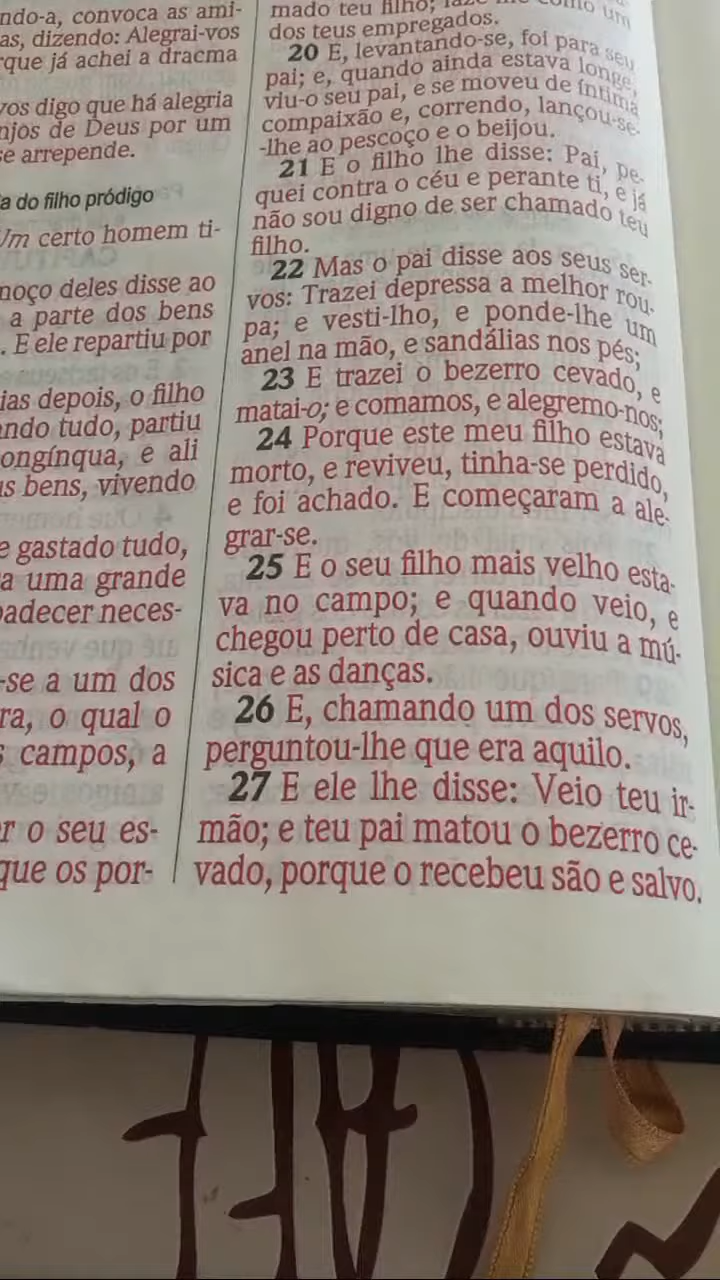 ndo-a, convoca as ami-
as, dizendo: Alegrai-vos
rque já achei a dracma
vos digo que há alegria
njos de Deus por um
se arrepende.
a do filho pródigo
Um certo homem ti-
moço deles disse ao
a parte dos bens
. E ele repartiu por
ias depois, o filho
ando tudo, partiu
ongínqua, e ali
us bens, vivendo
e gastado tudo,
a uma grande
padecer neces-
-se a um dos
ra, o qual o
s campos, a
r o seu es-
que os por-
mado teu filho; como um
dos teus empregados.
20 E, levantando-se, foi para seu
pai; e, quando ainda estava longe,
viu-o seu pai, e se moveu de íntima
compaixão e, correndo, lançou-se-
-lhe ao pescoço e o beijou.
21 E o filho lhe disse: Pai, pe-
quei contra o céu e perante ti, e já
não sou digno de ser chamado teu
filho.
22 Mas o pai disse aos seus ser-
vos: Trazei depressa a melhor rou-
pa; e vesti-lho, e ponde-lhe um
anel na mão, e sandálias nos pés;
23 E trazei o bezerro cevado, e
matai-o; e comamos, e alegremo-nos;
24 Porque este meu filho estava
morto, e reviveu, tinha-se perdido,
e foi achado. E começaram a ale-
grar-se.
25 E o seu filho mais velho esta-
va no campo; e quando veio, e
chegou perto de casa, ouviu a mú-
sica e as danças.
26 E, chamando um dos servos,
perguntou-lhe que era aquilo.
27 E ele lhe disse: Veio teu ir-
mão; e teu pai matou o bezerro ce-
vado, porque o recebeu são e salvo.